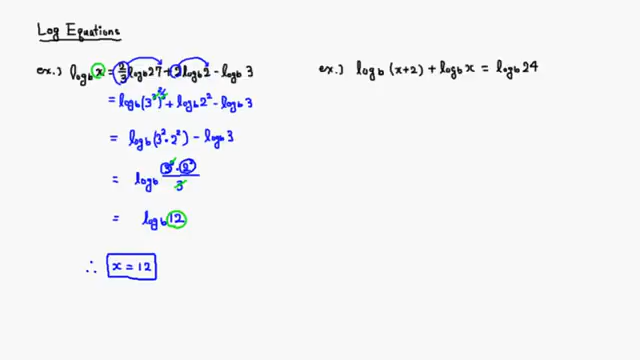 Log Equations
ex.) log_b x = 2/3 log_b 27 + 2 log_b 2 - log_b 3
= log_b (3^3)^(2/3) + log_b 2^2 - log_b 3
= log_b (3^2 · 2^2) - log_b 3
= log_b (3^2 · 2^2)/3
= log_b 12
∴ x = 12
ex.) log_b (x+2) + log_b x = log_b 24